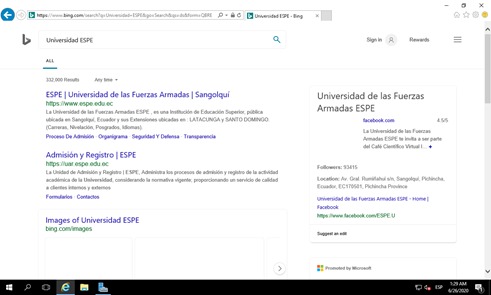 https://www.bing.com/search?q=Universidad+ESPE&qs=Search&pq=ds&form=QBRE
Universidad ESPE - Bing
Universidad ESPE
Sign in
Rewards
ALL
332,000 Results
Any time
ESPE | Universidad de las Fuerzas Armadas | Sangolquí
https://www.espe.edu.ec
La Universidad de las Fuerzas Armadas ESPE , es una Institución de Educación Superior, pública
ubicada en Sangolquí, Ecuador y sus Extensiones ubicadas en : LATACUNGA y SANTO DOMINGO.
(Carreras, Nivelación, Posgrados, Idiomas).
Proceso De Admisión Organigrama Seguridad Y Defensa Transparencia
Admisión y Registro | ESPE
https://uar.espe.edu.ec
La Unidad de Admisión y Registro | ESPE, Administra los procesos de admisión y registro de la actividad
académica de la Universidad, considerando la normativa vigente, proporcionando un servicio de calidad
a clientes internos y externos
Formularios Contactos
Images of Universidad ESPE
bing.com/images
Universidad de las Fuerzas
Armadas ESPE
facebook.com 4.5/5
La Universidad de las Fuerzas
Armadas ESPE te invita a ser parte
del Café Científico Virtual l...
Followers: 93415
Location: Av. Gral. Rumiñahui s/n, Sangolquí, Pichincha,
Ecuador, EC170501, Pichincha Province
Universidad de las Fuerzas Armadas ESPE - Home |
Facebook
https://www.facebook.com/ESPE.U
Suggest an edit
Promoted by Microsoft
ESP
1:29 AM
6/26/2020